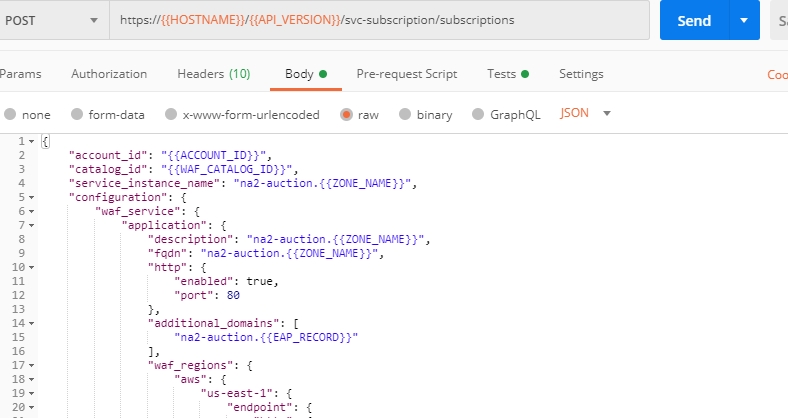 POST https://{{HOSTNAME}}/{{API_VERSION}}/svc-subscription/subscriptions Send
Params Authorization Headers (10) Body Pre-request Script Tests Settings
none form-data x-www-form-urlencoded raw binary GraphQL JSON
1 {
2 "account_id": "{{ACCOUNT_ID}}",
3 "catalog_id": "{{WAF_CATALOG_ID}}",
4 "service_instance_name": "na2-auction.{{ZONE_NAME}}",
5 "configuration": {
6 "waf_service": {
7 "application": {
8 "description": "na2-auction.{{ZONE_NAME}}",
9 "fqdn": "na2-auction.{{ZONE_NAME}}",
10 "http": {
11 "enabled": true,
12 "port": 80
13 },
14 "additional_domains": [
15 "na2-auction.{{EAP_RECORD}}"
16 ],
17 "waf_regions": {
18 "aws": {
19 "us-east-1": {
20 "endpoint": {